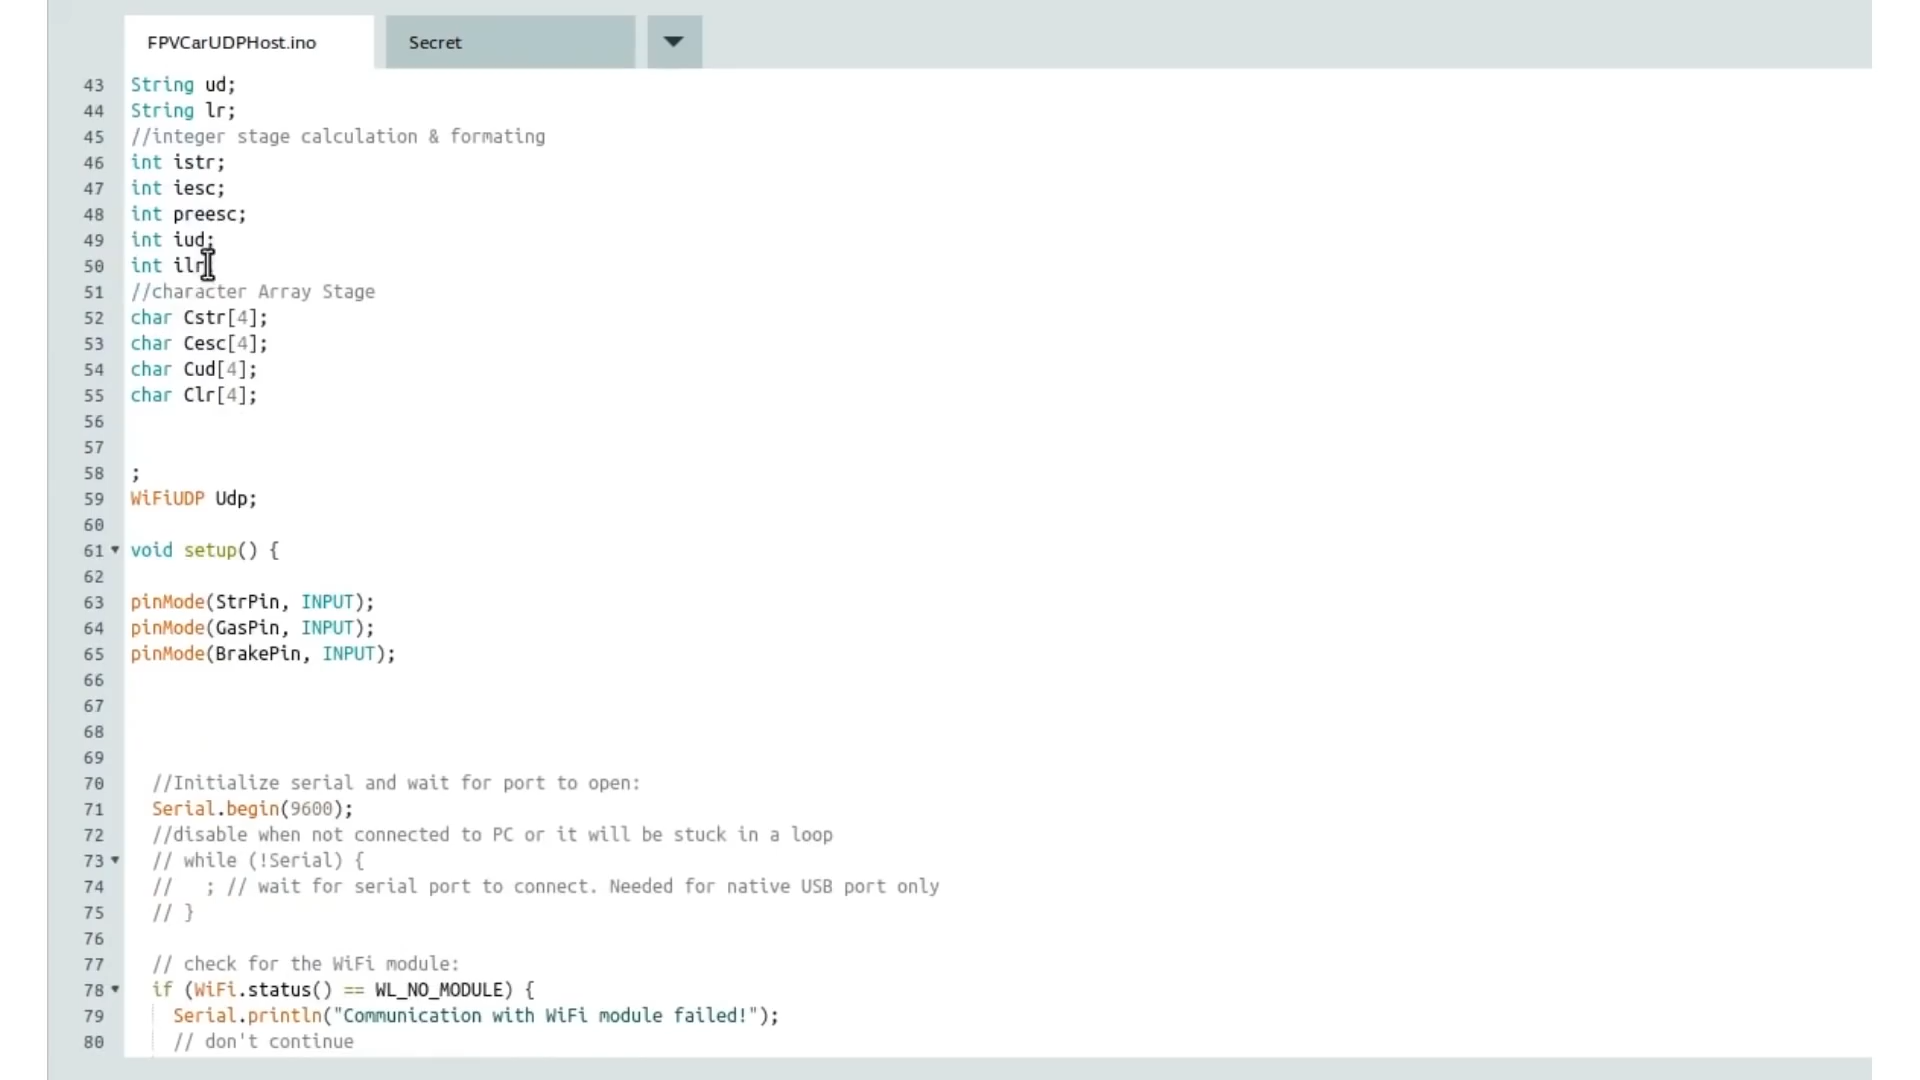 FPVCarUDPHost.ino
Secret
43 String ud;
44 String lr;
45 //integer stage calculation & formating
46 int istr;
47 int iesc;
48 int preesc;
49 int iud;
50 int ilr
51 //character Array Stage
52 char Cstr[4];
53 char Cesc[4];
54 char Cud[4];
55 char Clr[4];
56
57
58 ;
59 WiFiUDP Udp;
60
61 void setup() {
62
63 pinMode(StrPin, INPUT);
64 pinMode(GasPin, INPUT);
65 pinMode(BrakePin, INPUT);
66
67
68
69
70 //Initialize serial and wait for port to open:
71 Serial.begin(9600);
72 //disable when not connected to PC or it will be stuck in a loop
73 // while (!Serial) {
74 //   ; // wait for serial port to connect. Needed for native USB port only
75 // }
76
77 // check for the WiFi module:
78 if (WiFi.status() == WL_NO_MODULE) {
79 Serial.println("Communication with WiFi module failed!");
80 // don't continue